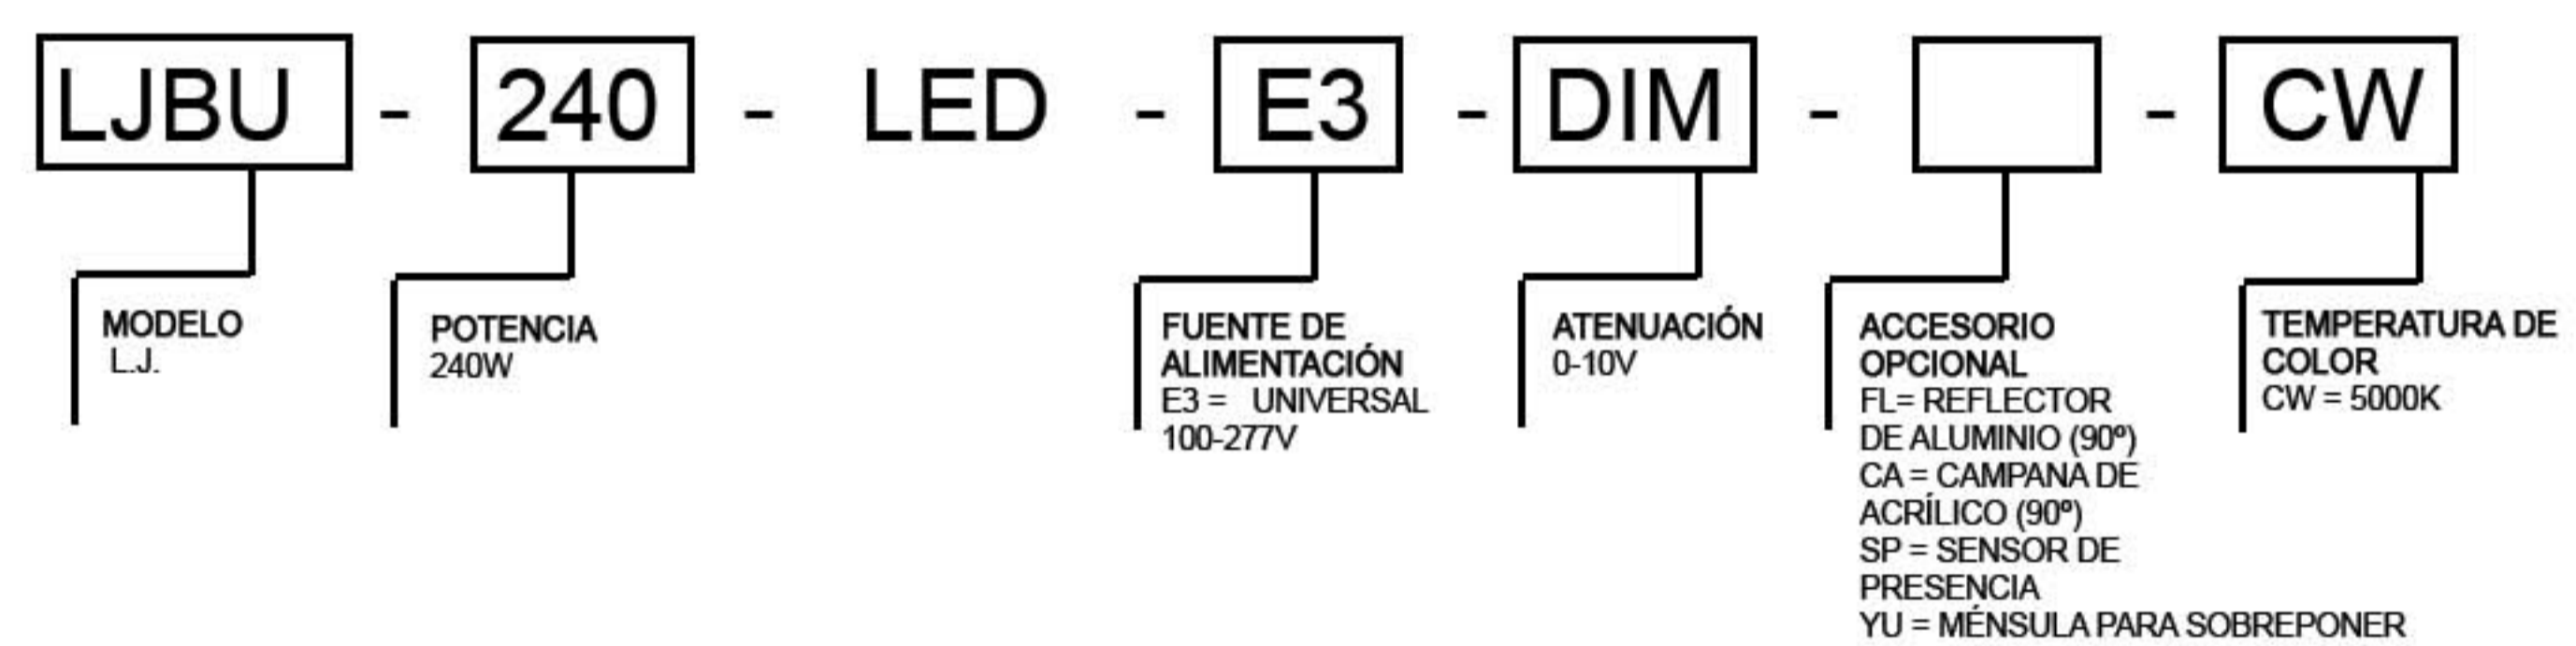 LJBU - 240 - LED - E3 - DIM - - CW
MODELO
L.J.
POTENCIA
240W
FUENTE DE
ALIMENTACIÓN
E3 = UNIVERSAL
100-277V
ATENUACIÓN
0-10V
ACCESORIO
OPCIONAL
FL= REFLECTOR
DE ALUMINIO (90º)
CA = CAMPANA DE
ACRÍLICO (90º)
SP = SENSOR DE
PRESENCIA
YU = MÉNSULA PARA SOBREPONER
TEMPERATURA DE
COLOR
CW = 5000K